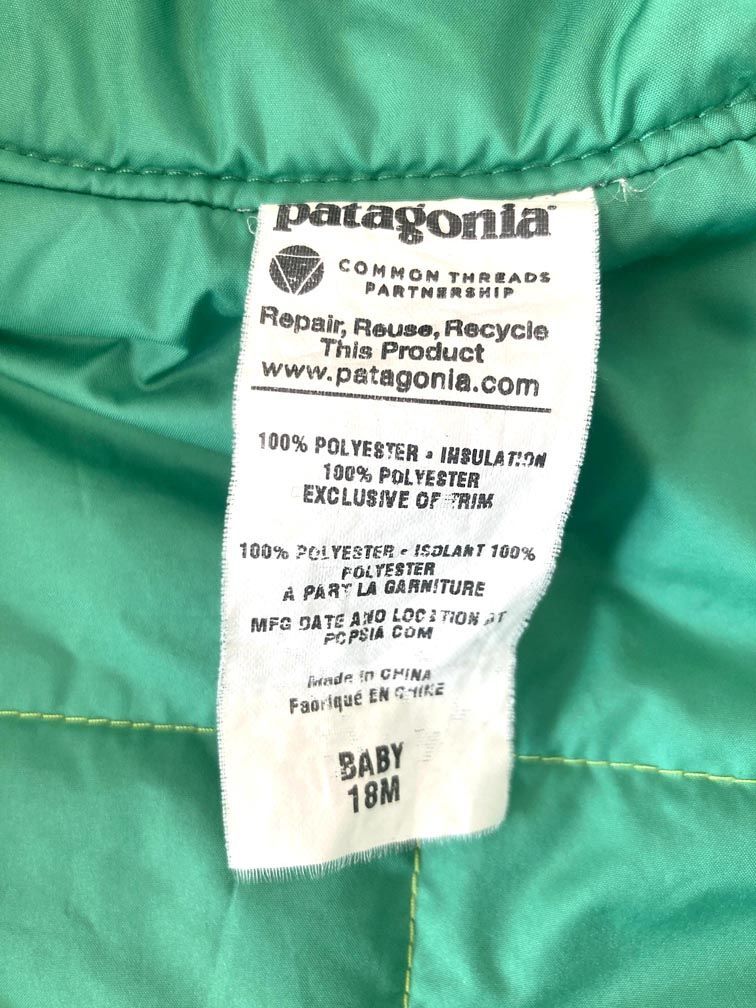 patagonia
COMMON THREADS
PARTNERSHIP
Repair, Reuse, Recycle
This Product
www.patagonia.com
100% POLYESTER • INSULATION
100% POLYESTER
EXCLUSIVE OF TRIM
100% POLYESTER • ISOLANT 100%
POLYESTER
A PART LA GARNITURE
MFG DATE AND LOCATION AT
PCPSIA COM
Made in CHINA
Fabriqué EN CHINE
BABY
18M